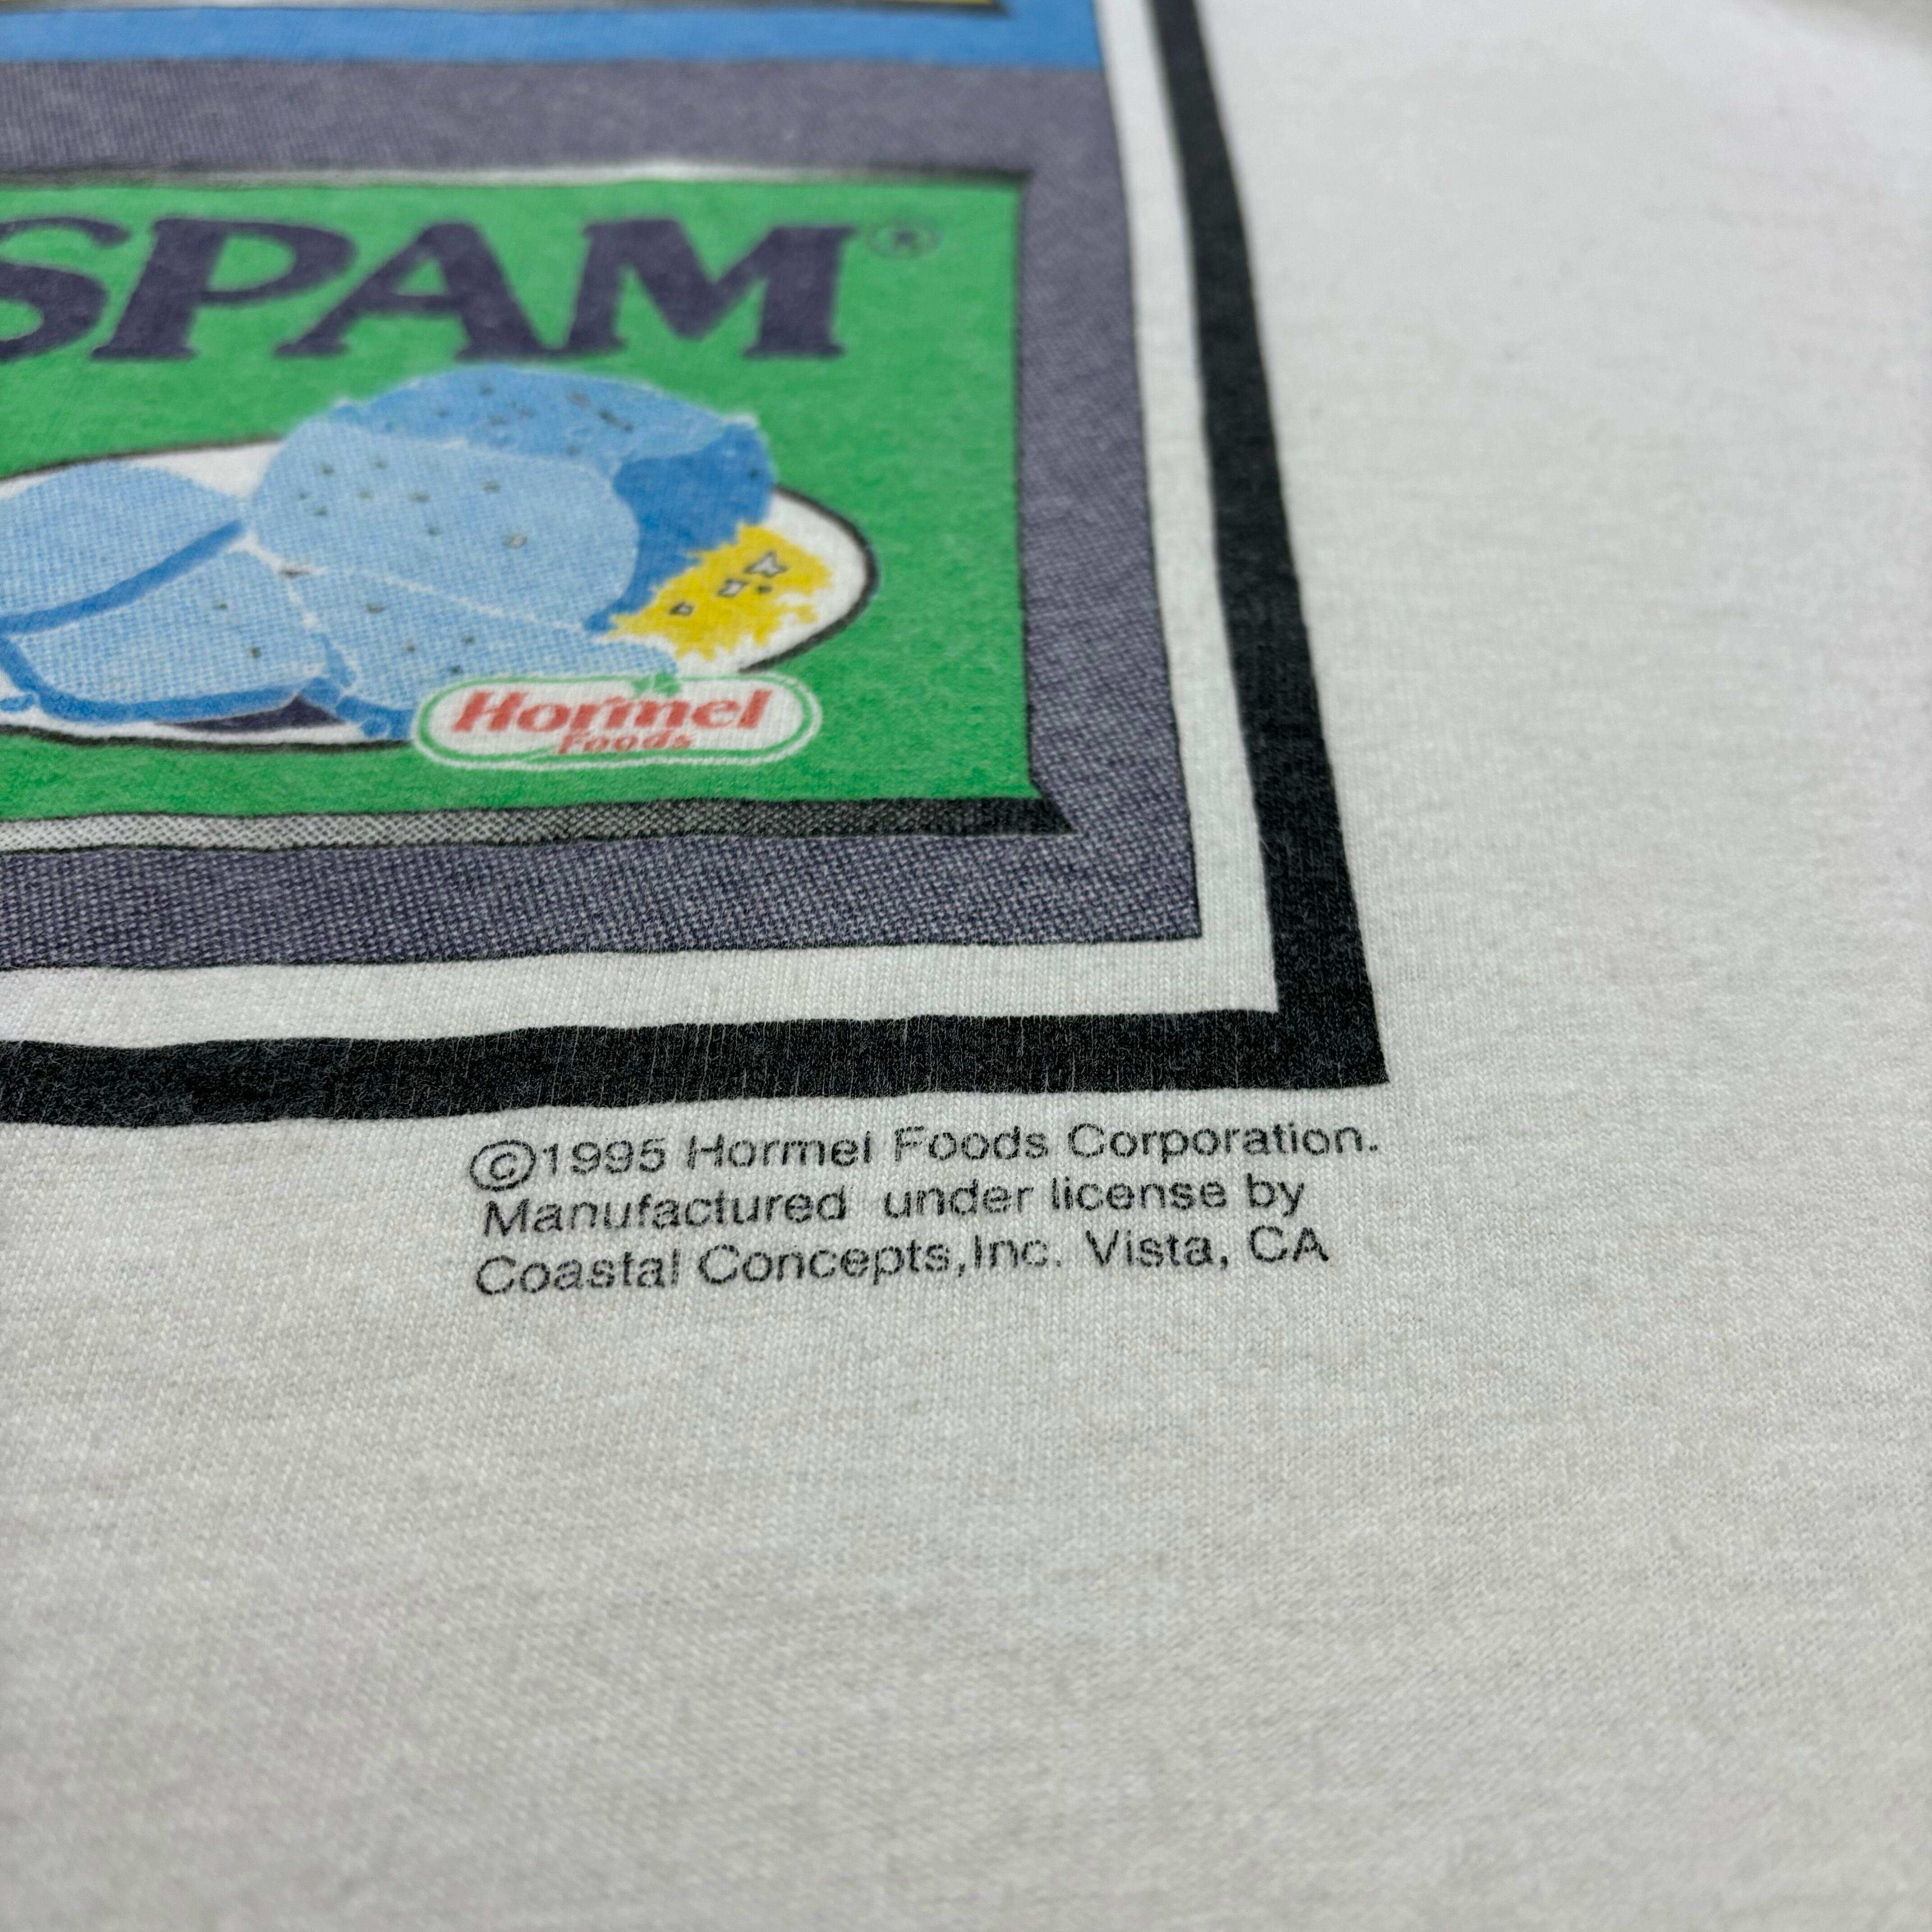 SPAM®
Hormel
Foods
©1995 Hormel Foods Corporation.
Manufactured under license by
Coastal Concepts,Inc. Vista, CA